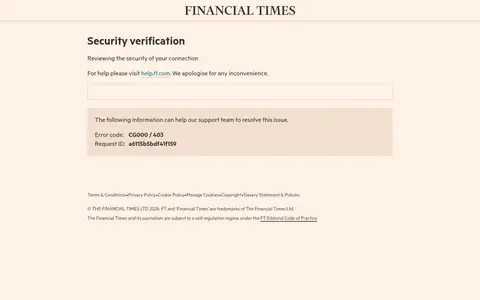 FINANCIAL TIMES
Security verification
Reviewing the security of your connection
For help please visit help.ft.com. We apologise for any inconvenience.
The following information can help our support team to resolve this issue.
Error code: CG000 / 403
Request ID: a6115b5bdf41f159
Terms & Conditions•Privacy Policy•Cookie Policy•Manage Cookies•Copyright•Slavery Statement & Policies
© THE FINANCIAL TIMES LTD 2026. FT and 'Financial Times' are trademarks of The Financial Times Ltd.
The Financial Times and its journalism are subject to a self-regulation regime under the FT Editorial Code of Practice.